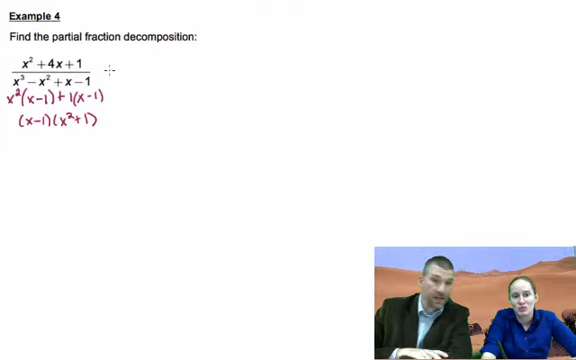 Example 4
Find the partial fraction decomposition:
x² + 4x + 1
x³ − x² + x − 1
x²(x−1)+1(x−1)
(x−1)(x²+1)